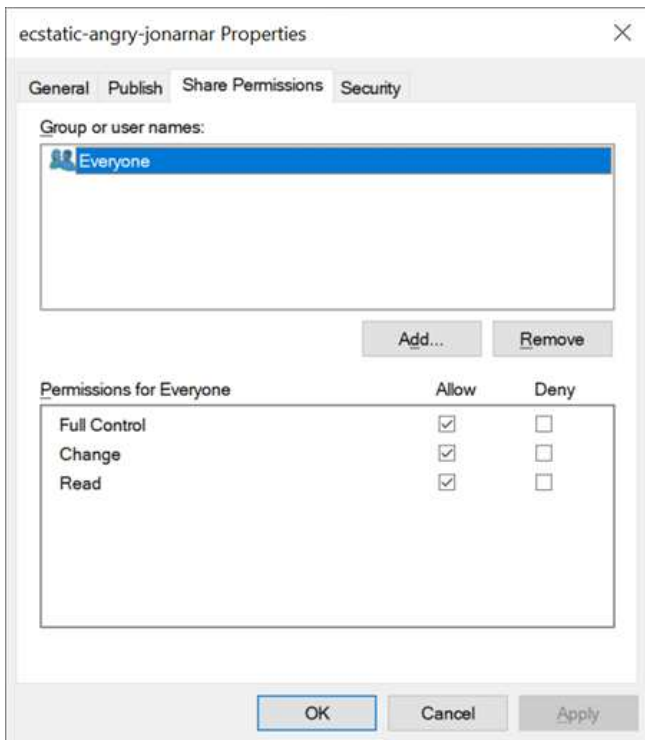 ecstatic-angry-jonarnar Properties
General Publish Share Permissions Security
Group or user names:
Everyone
Add... Remove
Permissions for Everyone Allow Deny
Full Control
Change
Read
OK Cancel Apply